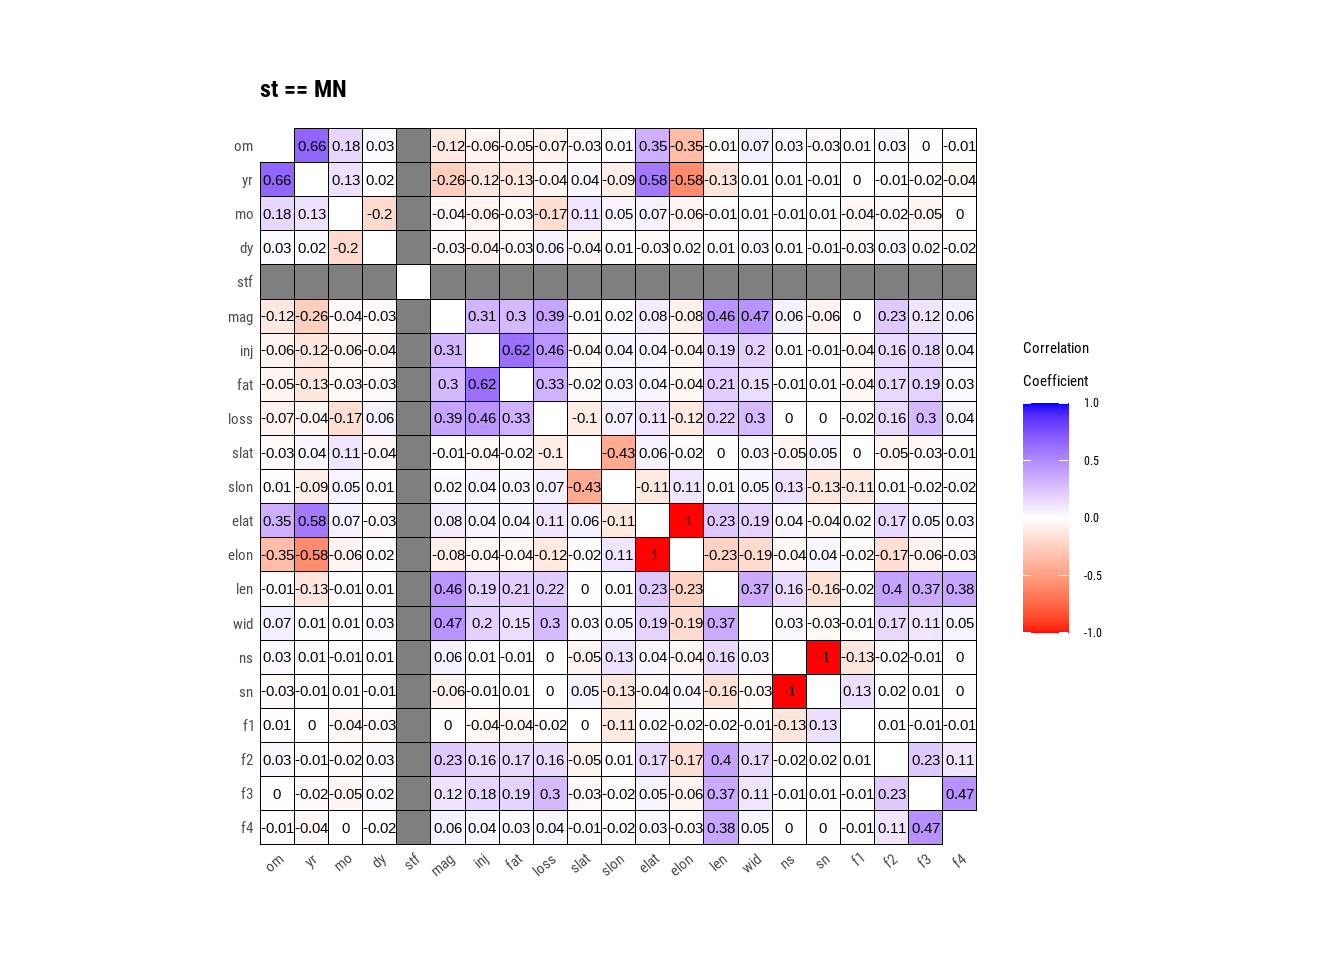 st == MN
om 0.66 0.18 0.03 -0.12 -0.06 -0.05 -0.07 -0.03 0.01 0.35 -0.35 -0.01 0.07 0.03 -0.03 0.01 0.03 0 -0.01
yr 0.66 0.13 0.02 -0.26 -0.12 -0.13 -0.04 0.04 -0.09 0.58 -0.58 -0.13 0.01 0.01 -0.01 0 -0.01 -0.02 -0.04
mo 0.18 0.13 -0.2 -0.04 -0.06 -0.03 -0.17 0.11 0.05 0.07 -0.06 -0.01 0.01 -0.01 0.01 -0.04 -0.02 -0.05 0
dy 0.03 0.02 -0.2 -0.03 -0.04 -0.03 0.06 -0.04 0.01 -0.03 0.02 0.01 0.03 0.01 -0.01 -0.03 0.03 0.02 -0.02
stf
mag -0.12 -0.26 -0.04 -0.03 0.31 0.3 0.39 -0.01 0.02 0.08 -0.08 0.46 0.47 0.06 -0.06 0 0.23 0.12 0.06
inj -0.06 -0.12 -0.06 -0.04 0.31 0.62 0.46 -0.04 0.04 0.04 -0.04 0.19 0.2 0.01 -0.01 -0.04 0.16 0.18 0.04
fat -0.05 -0.13 -0.03 -0.03 0.3 0.62 0.33 -0.02 0.03 0.04 -0.04 0.21 0.15 -0.01 0.01 -0.04 0.17 0.19 0.03
loss -0.07 -0.04 -0.17 0.06 0.39 0.46 0.33 -0.1 0.07 0.11 -0.12 0.22 0.3 0 0 -0.02 0.16 0.3 0.04
slat -0.03 0.04 0.11 -0.04 -0.01 -0.04 -0.02 -0.1 -0.43 0.06 -0.02 0 0.03 -0.05 0.05 0 -0.05 -0.03 -0.01
slon 0.01 -0.09 0.05 0.01 0.02 0.04 0.03 0.07 -0.43 -0.11 0.11 0.01 0.05 0.13 -0.13 -0.11 0.01 -0.02 -0.02
elat 0.35 0.58 0.07 -0.03 0.08 0.04 0.04 0.11 0.06 -0.11 -1 0.23 0.19 0.04 -0.04 0.02 0.17 0.05 0.03
elon -0.35 -0.58 -0.06 0.02 -0.08 -0.04 -0.04 -0.12 -0.02 0.11 -1 -0.23 -0.19 -0.04 0.04 -0.02 -0.17 -0.06 -0.03
len -0.01 -0.13 -0.01 0.01 0.46 0.19 0.21 0.22 0 0.01 0.23 -0.23 0.37 0.16 -0.16 -0.02 0.4 0.37 0.38
wid 0.07 0.01 0.01 0.03 0.47 0.2 0.15 0.3 0.03 0.05 0.19 -0.19 0.37 0.03 -0.03 -0.01 0.17 0.11 0.05
ns 0.03 0.01 -0.01 0.01 0.06 0.01 -0.01 0 -0.05 0.13 0.04 -0.04 0.16 0.03 -1 -0.13 -0.02 -0.01 0
sn -0.03 -0.01 0.01 -0.01 -0.06 -0.01 0.01 0 0.05 -0.13 -0.04 0.04 -0.16 -0.03 -1 0.13 0.02 0.01 0
f1 0.01 0 -0.04 -0.03 0 -0.04 -0.04 -0.02 0 -0.11 0.02 -0.02 -0.02 -0.01 -0.13 0.13 0.01 -0.01 -0.01
f2 0.03 -0.01 -0.02 0.03 0.23 0.16 0.17 0.16 -0.05 0.01 0.17 -0.17 0.4 0.17 -0.02 0.02 0.01 0.23 0.11
f3 0 -0.02 -0.05 0.02 0.12 0.18 0.19 0.3 -0.03 -0.02 0.05 -0.06 0.37 0.11 -0.01 0.01 -0.01 0.23 0.47
f4 -0.01 -0.04 0 -0.02 0.06 0.04 0.03 0.04 -0.01 -0.02 0.03 -0.03 0.38 0.05 0 0 -0.01 0.11 0.47
om yr mo dy stf mag inj fat loss slat slon elat elon len wid ns sn f1 f2 f3 f4
Correlation
Coefficient
1.0
0.5
0.0
-0.5
-1.0